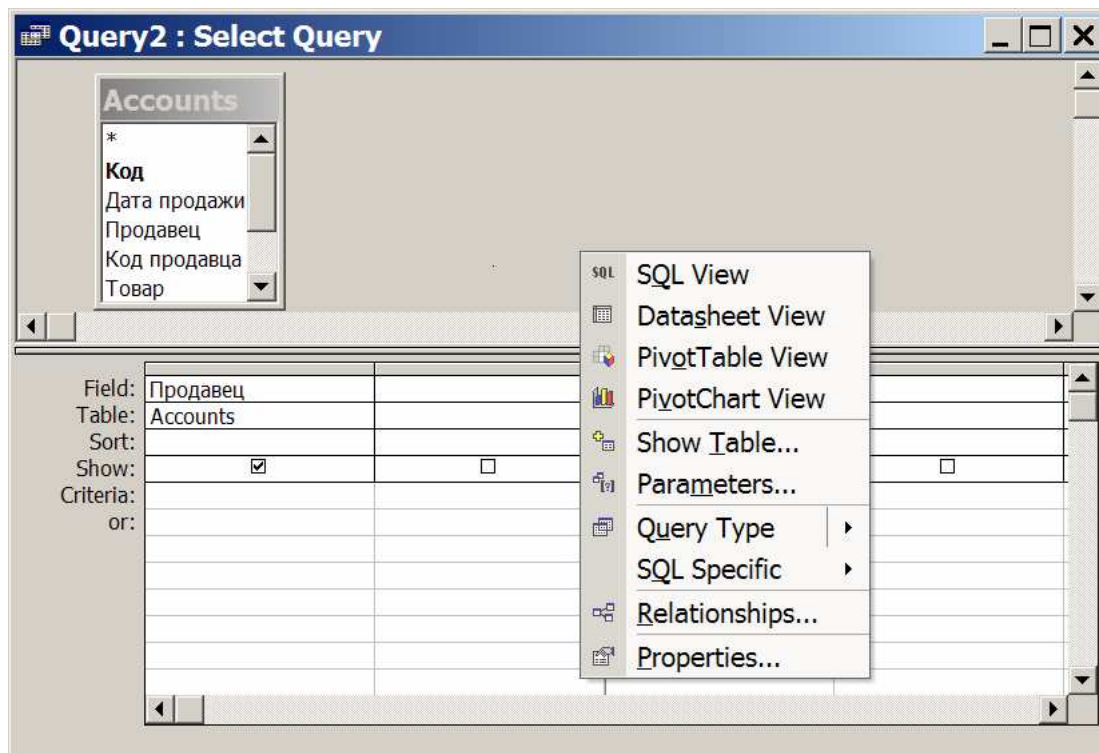 Query2 : Select Query
Accounts
*
Код
Дата продажи
Продавец
Код продавца
Товар
SQL SQL View
Datasheet View
PivotTable View
PivotChart View
Show Table...
Parameters...
Query Type
SQL Specific
Relationships...
Properties...
Field: Продавец
Table: Accounts
Sort:
Show:
Criteria:
or: